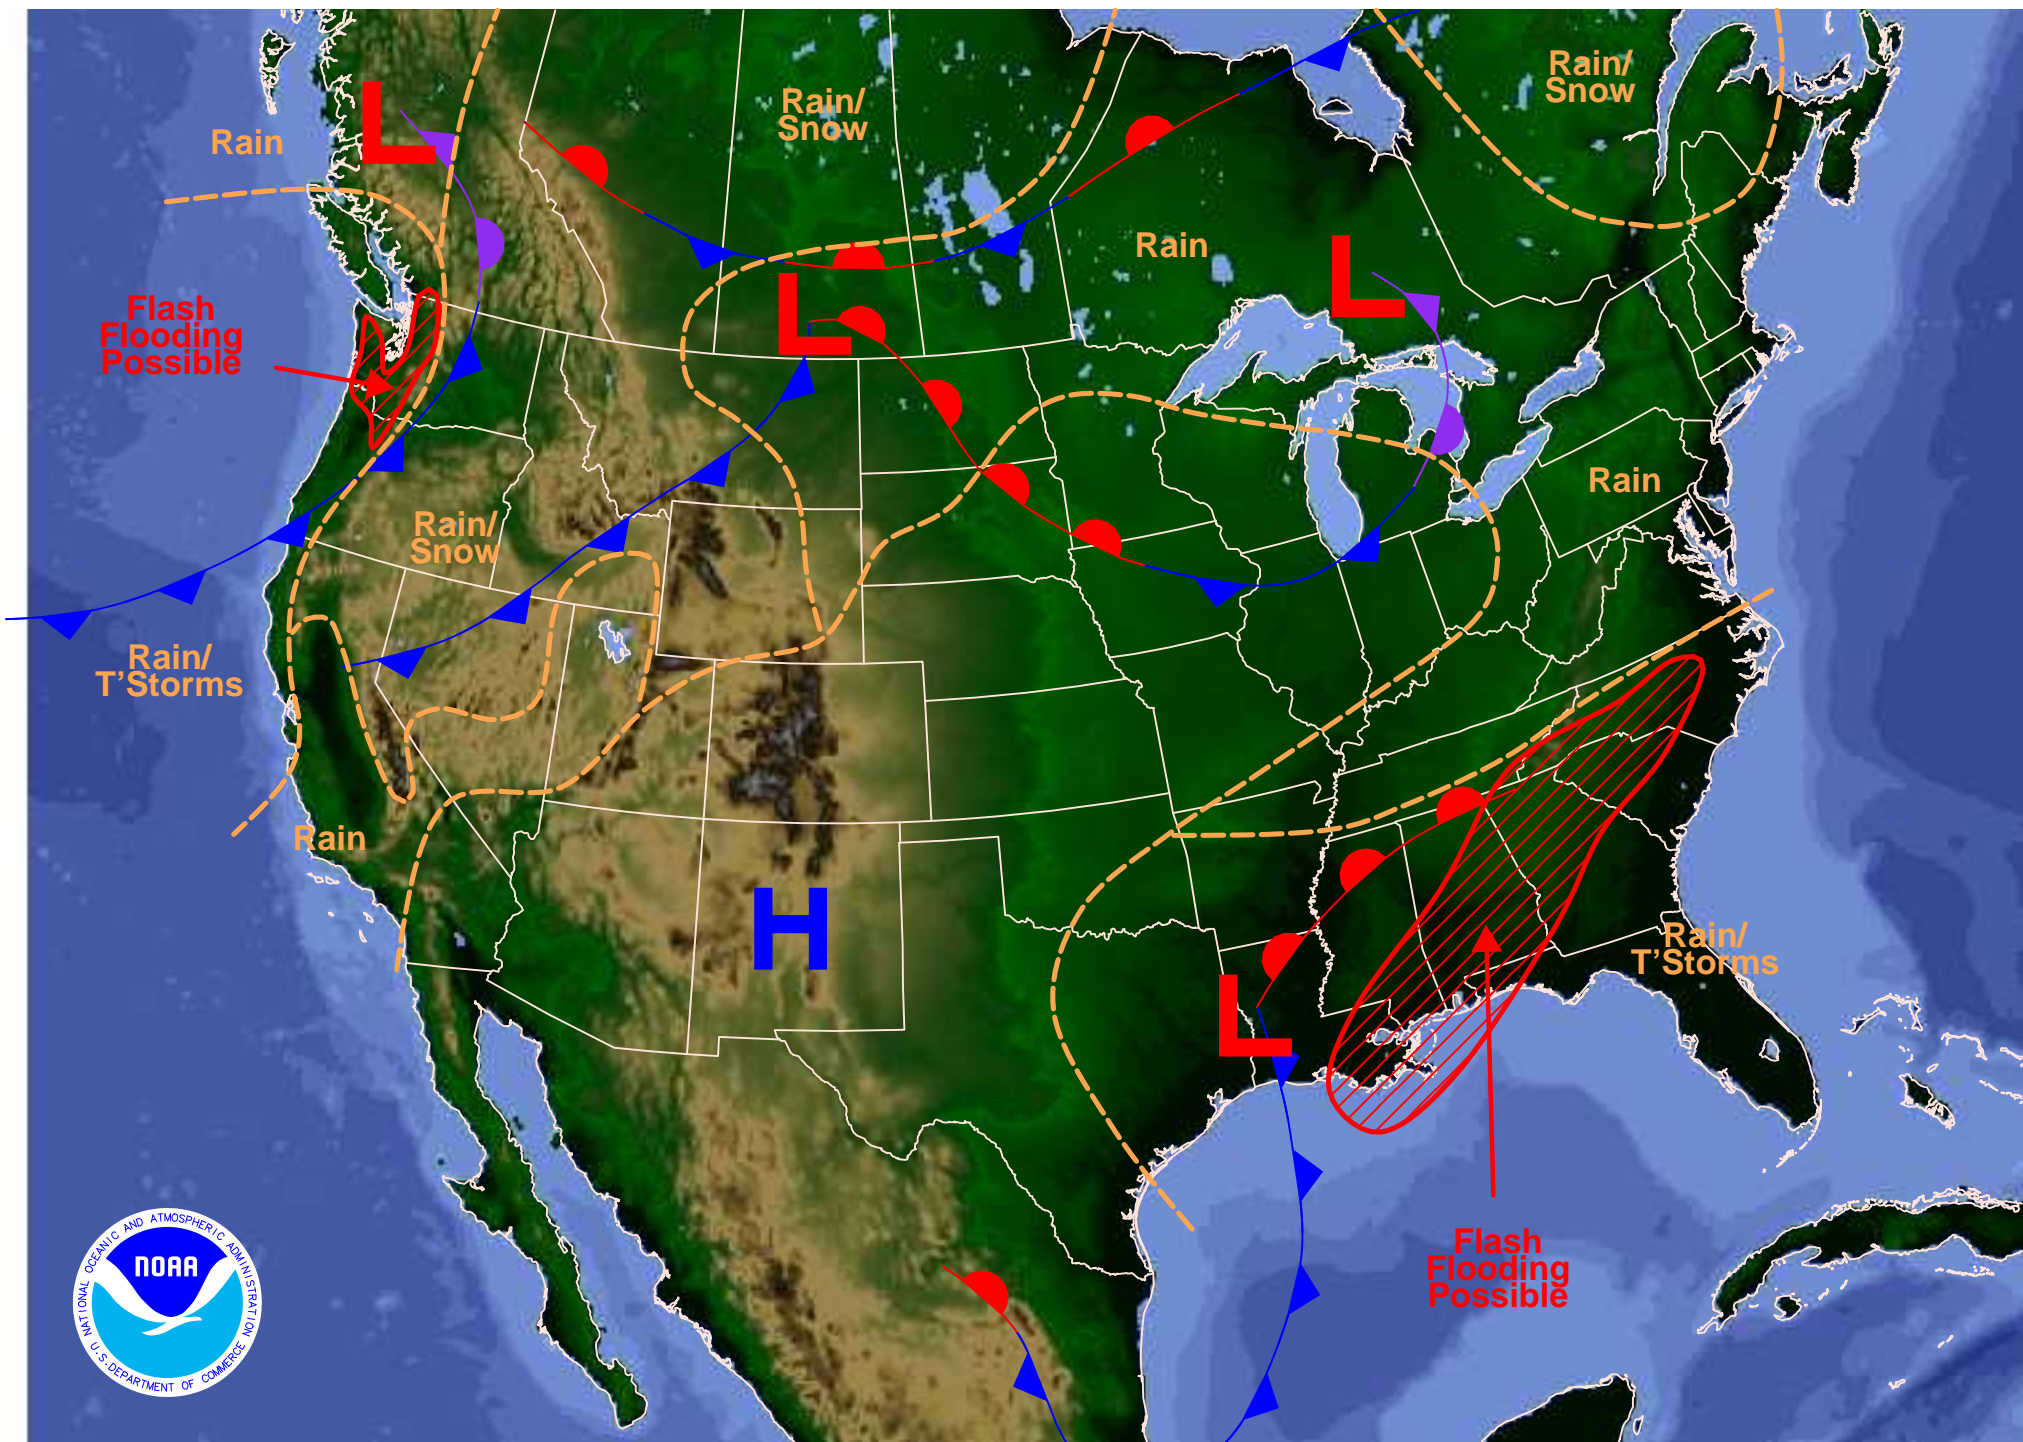 Rain/
Snow
Rain/
Snow
Rain
L
Rain
L
L
Flash
Flooding
Possible
Rain
Rain/
Snow
Rain/
T'Storms
Rain
H
Rain/
T'Storms
L
Flash
Flooding
Possible
NATIONAL OCEANIC AND ATMOSPHERIC ADMINISTRATION
NOAA
U.S. DEPARTMENT OF COMMERCE